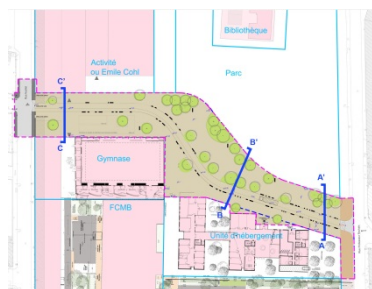 Bibliothèque
Activité
ou Emile Cohl
Parc
C'
C
Gymnase
B'
A'
FCMB
B
Unité d'hébergement
A